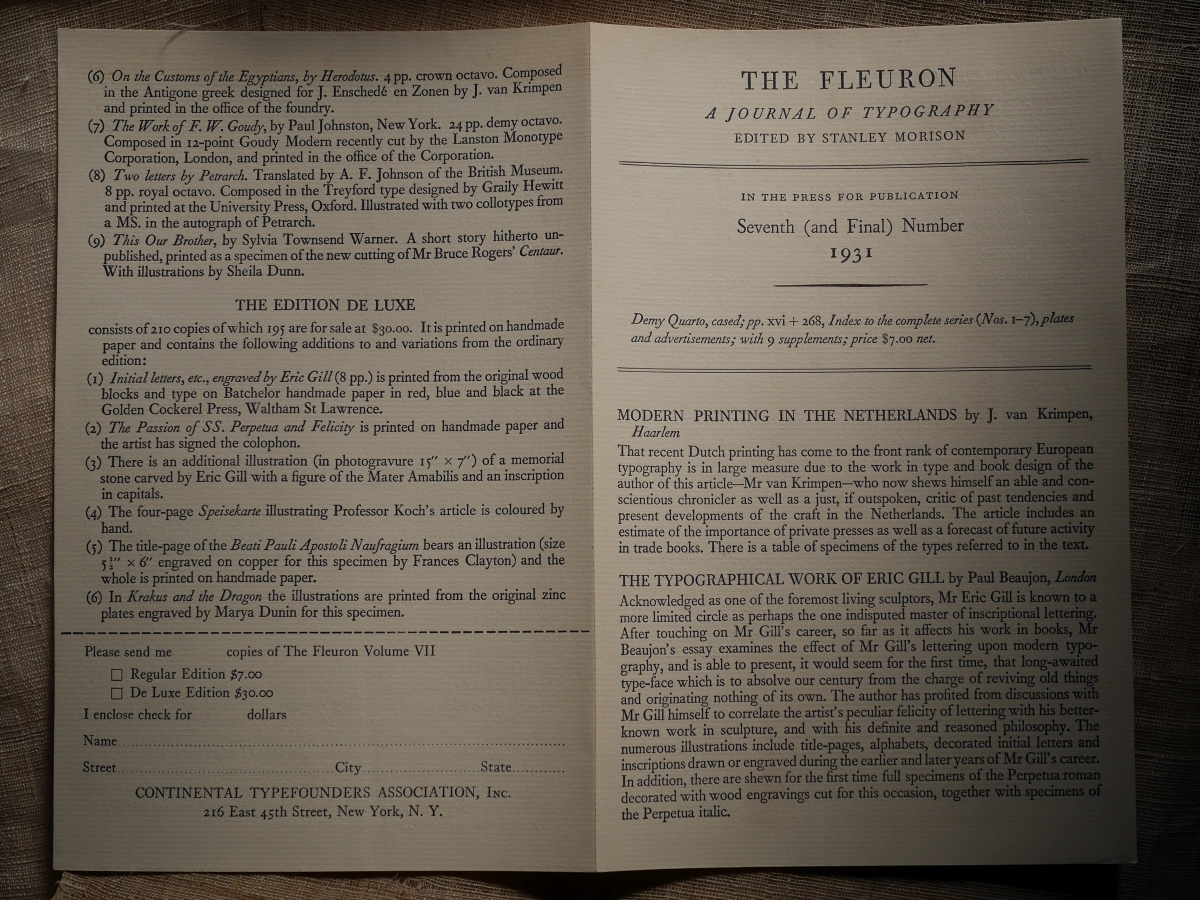 (6) On the Customs of the Egyptians, by Herodotus. 4 pp. crown octavo. Composed
in the Antigone greek designed for J. Enschedé en Zonen by J. van Krimpen
and printed in the office of the foundry.
(7) The Work of F. W. Goudy, by Paul Johnston, New York. 24 pp. demy octavo.
Composed in 12-point Goudy Modern recently cut by the Lanston Monotype
Corporation, London, and printed in the office of the Corporation.
(8) Two letters by Petrarch. Translated by A. F. Johnson of the British Museum.
8 pp. royal octavo. Composed in the Treyford type designed by Graily Hewitt
and printed at the University Press, Oxford. Illustrated with two collotypes from
a MS. in the autograph of Petrarch.
(9) This Our Brother, by Sylvia Townsend Warner. A short story hitherto un-
published, printed as a specimen of the new cutting of Mr Bruce Rogers' Centaur.
With illustrations by Sheila Dunn.
THE EDITION DE LUXE
consists of 210 copies of which 195 are for sale at $30.00. It is printed on handmade
paper and contains the following additions to and variations from the ordinary
edition:
(1) Initial letters, etc., engraved by Eric Gill (8 pp.) is printed from the original wood
blocks and type on Batchelor handmade paper in red, blue and black at the
Golden Cockerel Press, Waltham St Lawrence.
(2) The Passion of SS. Perpetua and Felicity is printed on handmade paper and
the artist has signed the colophon.
(3) There is an additional illustration (in photogravure 15" × 7") of a memorial
stone carved by Eric Gill with a figure of the Mater Amabilis and an inscription
in capitals.
(4) The four-page Speisekarte illustrating Professor Koch's article is coloured by
hand.
(5) The title-page of the Beati Pauli Apostoli Naufragium bears an illustration (size
5½" × 6" engraved on copper for this specimen by Frances Clayton) and the
whole is printed on handmade paper.
(6) In Krakus and the Dragon the illustrations are printed from the original zinc
plates engraved by Marya Dunin for this specimen.
Please send me copies of The Fleuron Volume VII
Regular Edition $7.00
De Luxe Edition $30.00
I enclose check for dollars
Name
Street City State
CONTINENTAL TYPEFOUNDERS ASSOCIATION, Inc.
216 East 45th Street, New York, N. Y.
THE FLEURON
A JOURNAL OF TYPOGRAPHY
EDITED BY STANLEY MORISON
IN THE PRESS FOR PUBLICATION
Seventh (and Final) Number
1931
Demy Quarto, cased; pp. xvi + 268, Index to the complete series (Nos. 1–7), plates
and advertisements; with 9 supplements; price $7.00 net.
MODERN PRINTING IN THE NETHERLANDS by J. van Krimpen,
Haarlem
That recent Dutch printing has come to the front rank of contemporary European
typography is in large measure due to the work in type and book design of the
author of this article—Mr van Krimpen—who now shews himself an able and con-
scientious chronicler as well as a just, if outspoken, critic of past tendencies and
present developments of the craft in the Netherlands. The article includes an
estimate of the importance of private presses as well as a forecast of future activity
in trade books. There is a table of specimens of the types referred to in the text.
THE TYPOGRAPHICAL WORK OF ERIC GILL by Paul Beaujon, London
Acknowledged as one of the foremost living sculptors, Mr Eric Gill is known to a
more limited circle as perhaps the one indisputed master of inscriptional lettering.
After touching on Mr Gill's career, so far as it affects his work in books, Mr
Beaujon's essay examines the effect of Mr Gill's lettering upon modern typo-
graphy, and is able to present, it would seem for the first time, that long-awaited
type-face which is to absolve our century from the charge of reviving old things
and originating nothing of its own. The author has profited from discussions with
Mr Gill himself to correlate the artist's peculiar felicity of lettering with his better-
known work in sculpture, and with his definite and reasoned philosophy. The
numerous illustrations include title-pages, alphabets, decorated initial letters and
inscriptions drawn or engraved during the earlier and later years of Mr Gill's career.
In addition, there are shewn for the first time full specimens of the Perpetua roman
decorated with wood engravings cut for this occasion, together with specimens of
the Perpetua italic.